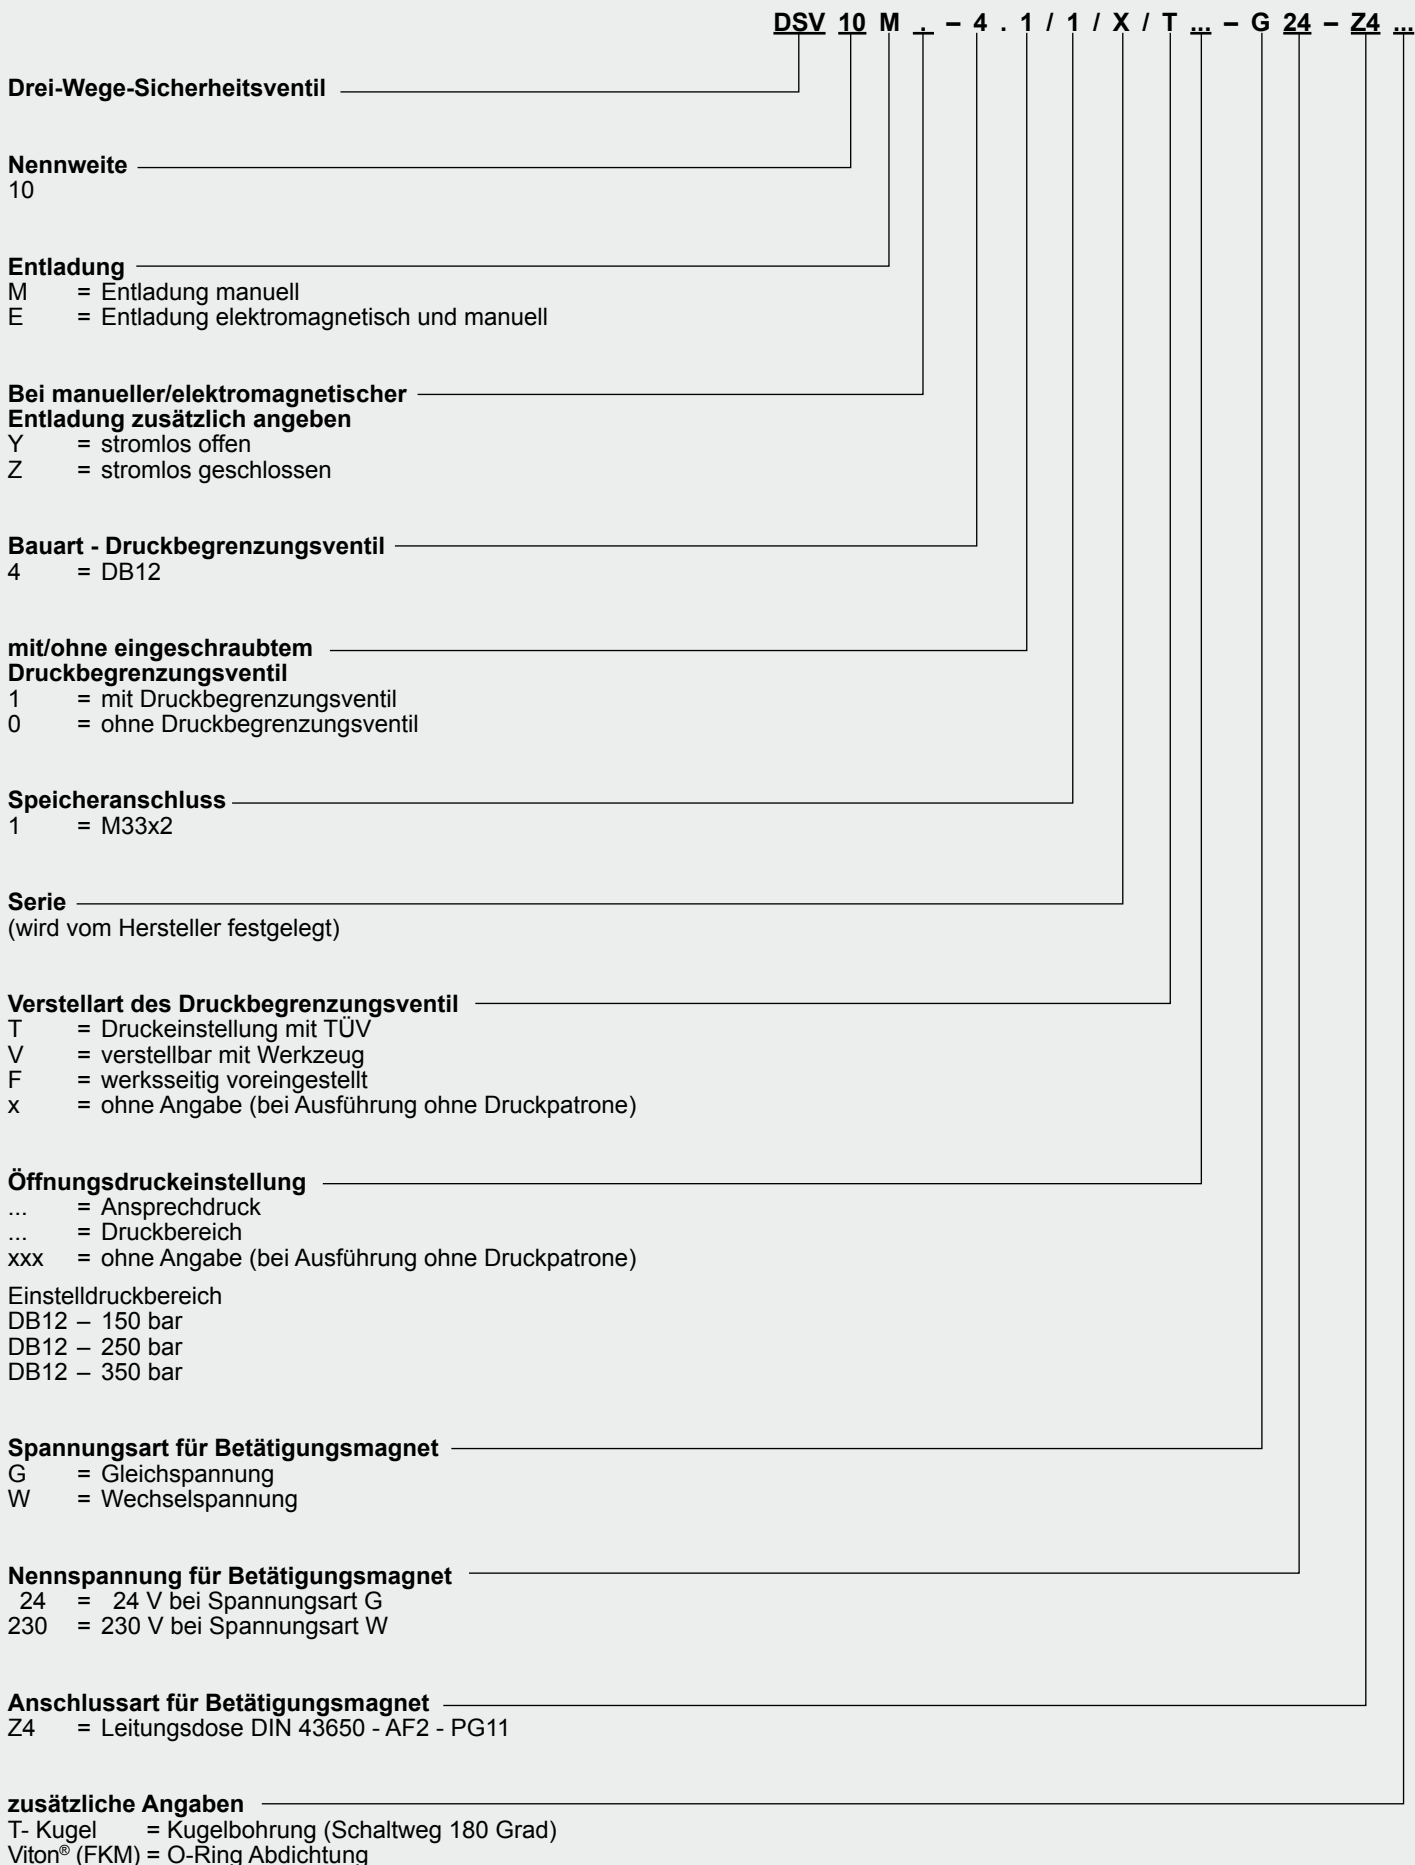 DSV 10 M . – 4 . 1 / 1 / X / T ... – G 24 – Z4 ...
Drei-Wege-Sicherheitsventil
Nennweite
10
Entladung
M = Entladung manuell
E = Entladung elektromagnetisch und manuell
Bei manueller/elektromagnetischer
Entladung zusätzlich angeben
Y = stromlos offen
Z = stromlos geschlossen
Bauart - Druckbegrenzungsventil
4 = DB12
mit/ohne eingeschraubtem
Druckbegrenzungsventil
1 = mit Druckbegrenzungsventil
0 = ohne Druckbegrenzungsventil
Speicheranschluss
1 = M33x2
Serie
(wird vom Hersteller festgelegt)
Verstellart des Druckbegrenzungsventil
T = Druckeinstellung mit TÜV
V = verstellbar mit Werkzeug
F = werksseitig voreingestellt
x = ohne Angabe (bei Ausführung ohne Druckpatrone)
Öffnungsdruckeinstellung
... = Ansprechdruck
... = Druckbereich
xxx = ohne Angabe (bei Ausführung ohne Druckpatrone)
Einstelldruckbereich
DB12 – 150 bar
DB12 – 250 bar
DB12 – 350 bar
Spannungsart für Betätigungsmagnet
G = Gleichspannung
W = Wechselspannung
Nennspannung für Betätigungsmagnet
24 = 24 V bei Spannungsart G
230 = 230 V bei Spannungsart W
Anschlussart für Betätigungsmagnet
Z4 = Leitungsdose DIN 43650 - AF2 - PG11
zusätzliche Angaben
T- Kugel = Kugelbohrung (Schaltweg 180 Grad)
Viton® (FKM) = O-Ring Abdichtung